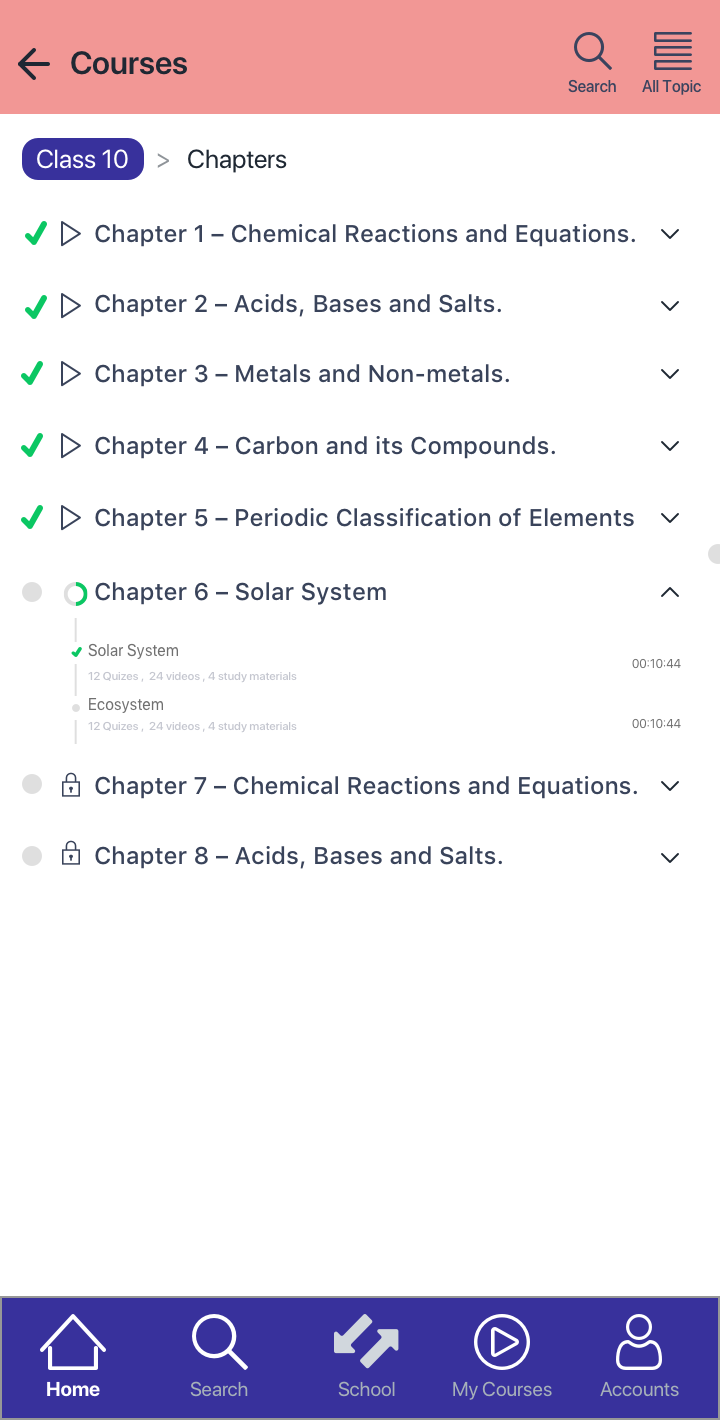 Courses
Search
All Topic
Class 10 > Chapters
Chapter 1 – Chemical Reactions and Equations.
Chapter 2 – Acids, Bases and Salts.
Chapter 3 – Metals and Non-metals.
Chapter 4 – Carbon and its Compounds.
Chapter 5 – Periodic Classification of Elements
Chapter 6 – Solar System
Solar System
12 Quizes , 24 videos , 4 study materials
00:10:44
Ecosystem
12 Quizes , 24 videos , 4 study materials
00:10:44
Chapter 7 – Chemical Reactions and Equations.
Chapter 8 – Acids, Bases and Salts.
Home
Search
School
My Courses
Accounts